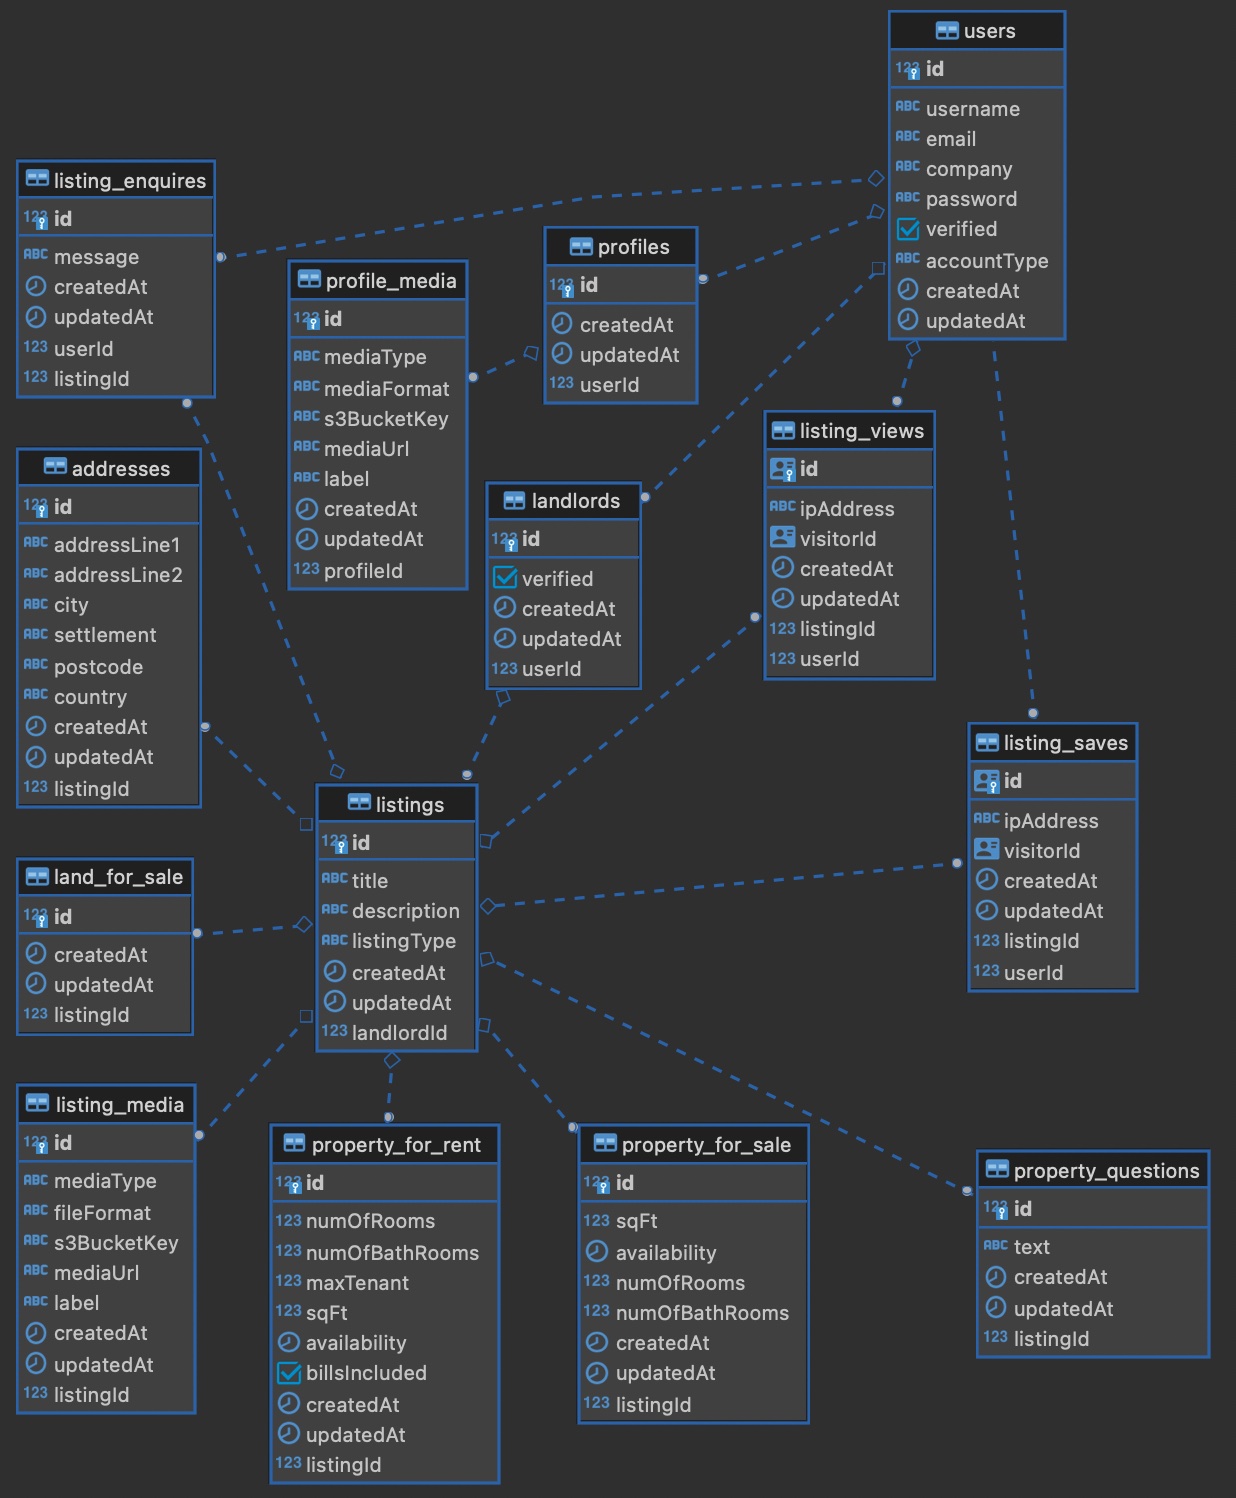 users
id
username
email
company
password
verified
accountType
createdAt
updatedAt
listing_enquires
id
message
createdAt
updatedAt
userId
listingId
profiles
id
createdAt
updatedAt
userId
profile_media
id
mediaType
mediaFormat
s3BucketKey
mediaUrl
label
createdAt
updatedAt
profileId
listing_views
id
ipAddress
visitorId
createdAt
updatedAt
listingId
userId
addresses
id
addressLine1
addressLine2
city
settlement
postcode
country
createdAt
updatedAt
listingId
landlords
id
verified
createdAt
updatedAt
userId
listing_saves
id
ipAddress
visitorId
createdAt
updatedAt
listingId
userId
listings
id
title
description
listingType
createdAt
updatedAt
landlordId
land_for_sale
id
createdAt
updatedAt
listingId
listing_media
id
mediaType
fileFormat
s3BucketKey
mediaUrl
label
createdAt
updatedAt
listingId
property_for_rent
id
numOfRooms
numOfBathRooms
maxTenant
sqFt
availability
billsIncluded
createdAt
updatedAt
listingId
property_for_sale
id
sqFt
availability
numOfRooms
numOfBathRooms
createdAt
updatedAt
listingId
property_questions
id
text
createdAt
updatedAt
listingId